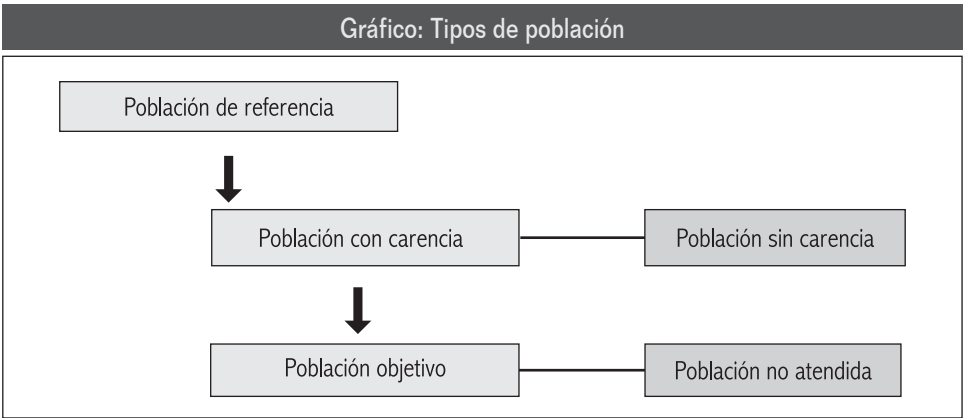 Gráfico: Tipos de población
Población de referencia
Población con carencia
Población sin carencia
Población objetivo
Población no atendida